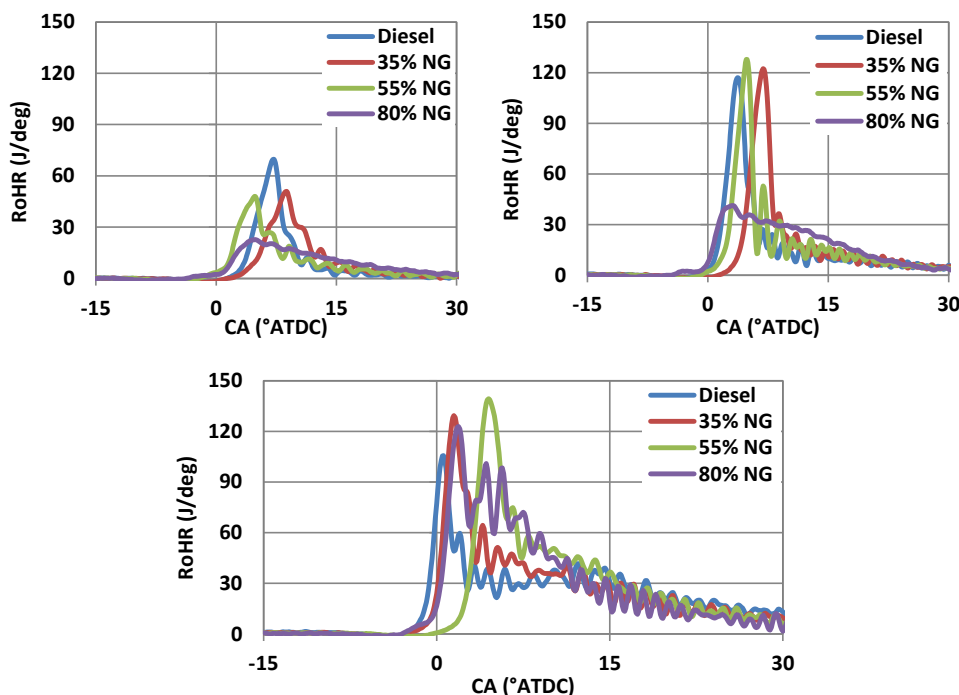 150
120
90
60
30
0
RoHR (J/deg)
Diesel
35% NG
55% NG
80% NG
-15 0 15 30
CA (°ATDC)
150
120
90
60
30
0
RoHR (J/deg)
Diesel
35% NG
55% NG
80% NG
-15 0 15 30
CA (°ATDC)
150
120
90
60
30
0
RoHR (J/deg)
Diesel
35% NG
55% NG
80% NG
-15 0 15 30
CA (°ATDC)